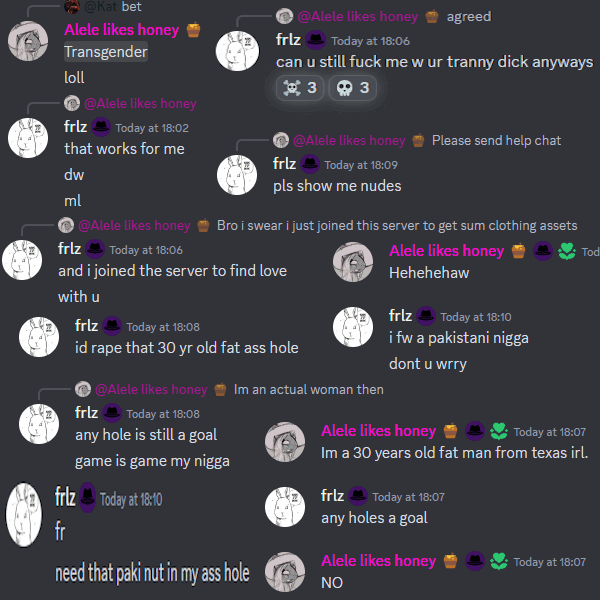 @Kat bet
Alele likes honey
Transgender
loll
@Alele likes honey
frlz Today at 18:02
that works for me
dw
ml
@Alele likes honey agreed
frlz Today at 18:06
can u still fuck me w ur tranny dick anyways
3 3
@Alele likes honey Please send help chat
frlz Today at 18:09
pls show me nudes
@Alele likes honey Bro i swear i just joined this server to get sum clothing assets
frlz Today at 18:06
and i joined the server to find love
with u
Alele likes honey Tod
Hehehehaw
frlz Today at 18:08
id rape that 30 yr old fat ass hole
frlz Today at 18:10
i fw a pakistani nigga
dont u wrry
@Alele likes honey Im an actual woman then
frlz Today at 18:08
any hole is still a goal
game is game my nigga
Alele likes honey Today at 18:07
Im a 30 years old fat man from texas irl.
frlz Today at 18:10
fr
need that paki nut in my ass hole
frlz Today at 18:07
any holes a goal
Alele likes honey Today at 18:07
NO